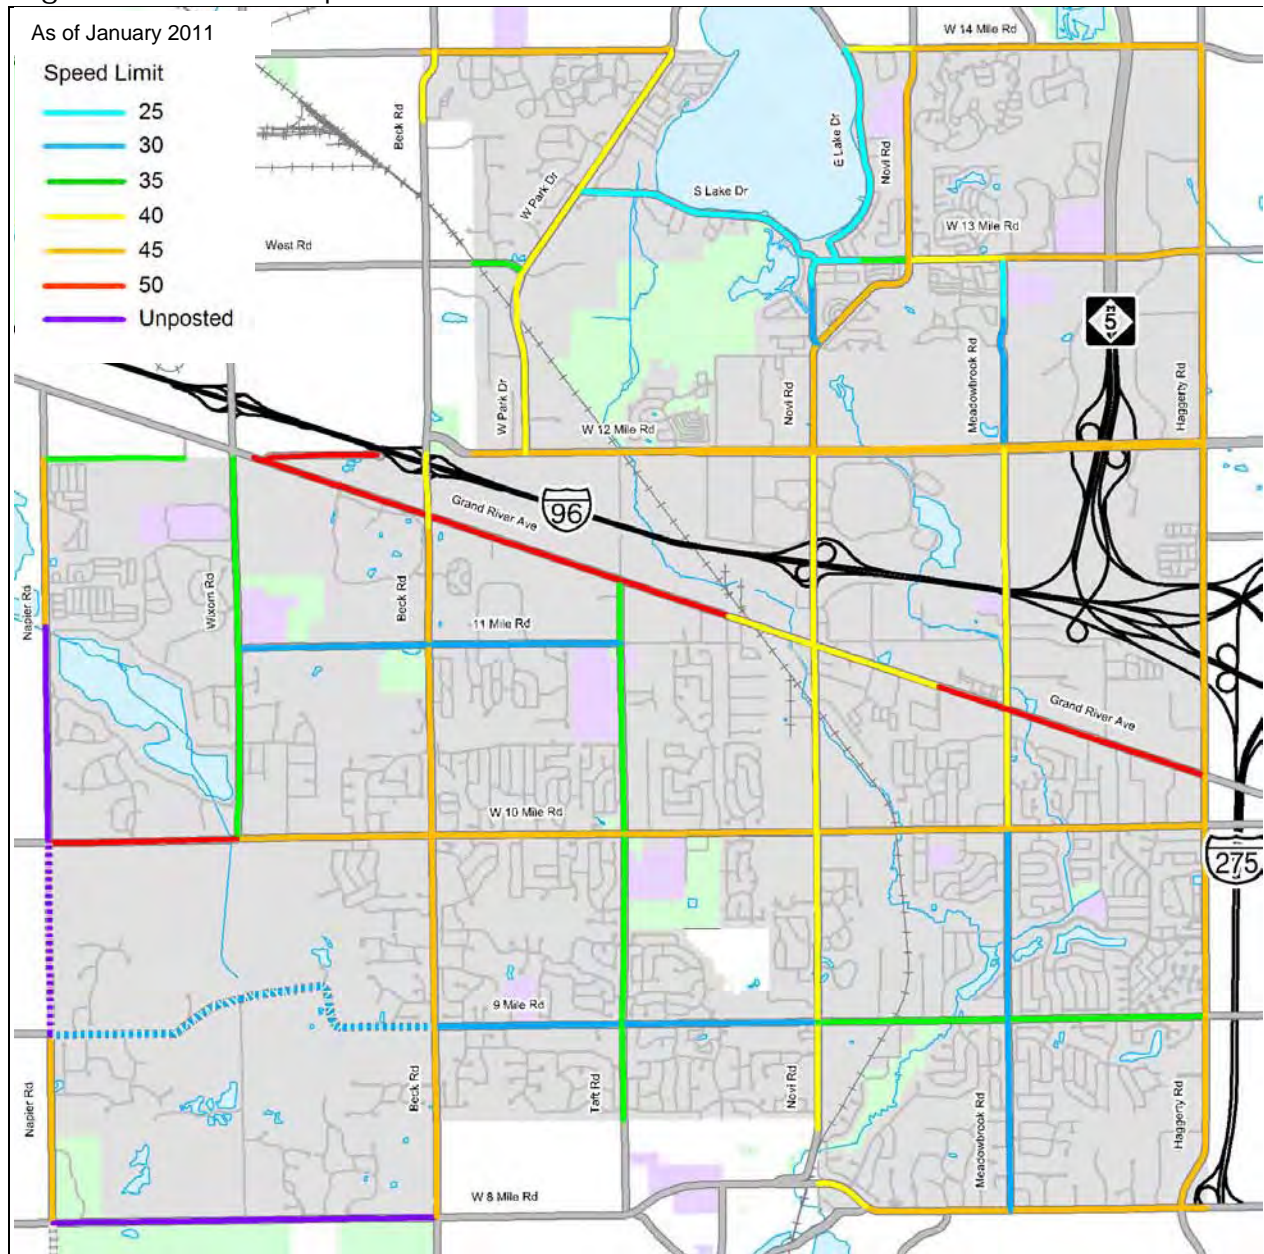 As of January 2011
Speed Limit
25
30
35
40
45
50
Unposted
W 14 Mile Rd
Beck Rd
E Lake Dr
Novi Rd
W Park Dr
S Lake Dr
W 13 Mile Rd
West Rd
M
5
W Park Dr
Novi Rd
Meadowbrook Rd
Haggerty Rd
W 12 Mile Rd
Grand River Ave
96
Napier Rd
Wixom Rd
Beck Rd
11 Mile Rd
Grand River Ave
W 10 Mile Rd
275
9 Mile Rd
Napier Rd
Beck Rd
Taft Rd
Novi Rd
Meadowbrook Rd
Haggerty Rd
W 8 Mile Rd